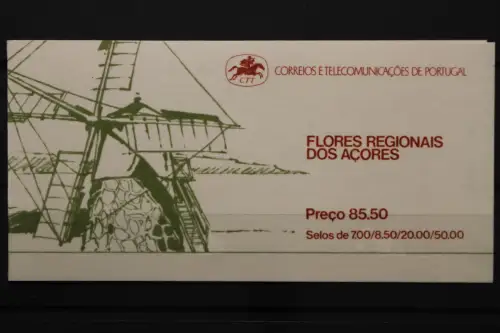 CTT
CORREIOS E TELECOMUNICAÇÕES DE PORTUGAL
FLORES REGIONAIS
DOS AÇORES
Preço 85.50
Selos de 7.00/8.50/20.00/50.00